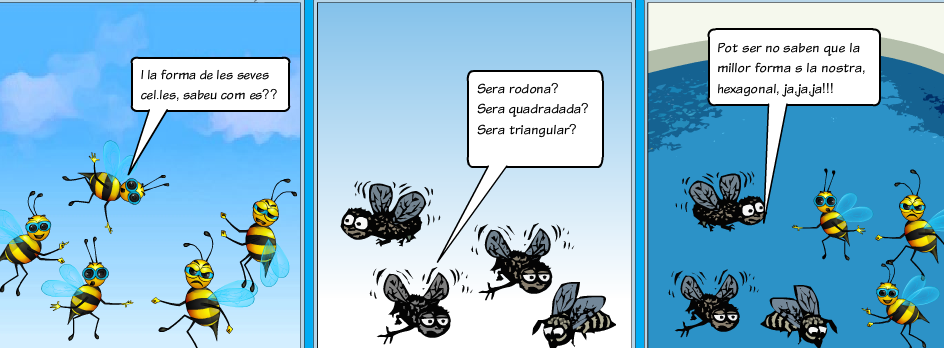 I la forma de les seves
cel.les, sabeu com es??
Sera rodona?
Sera quadradada?
Sera triangular?
Pot ser no saben que la
millor forma s la nostra,
hexagonal, ja,ja,ja!!!